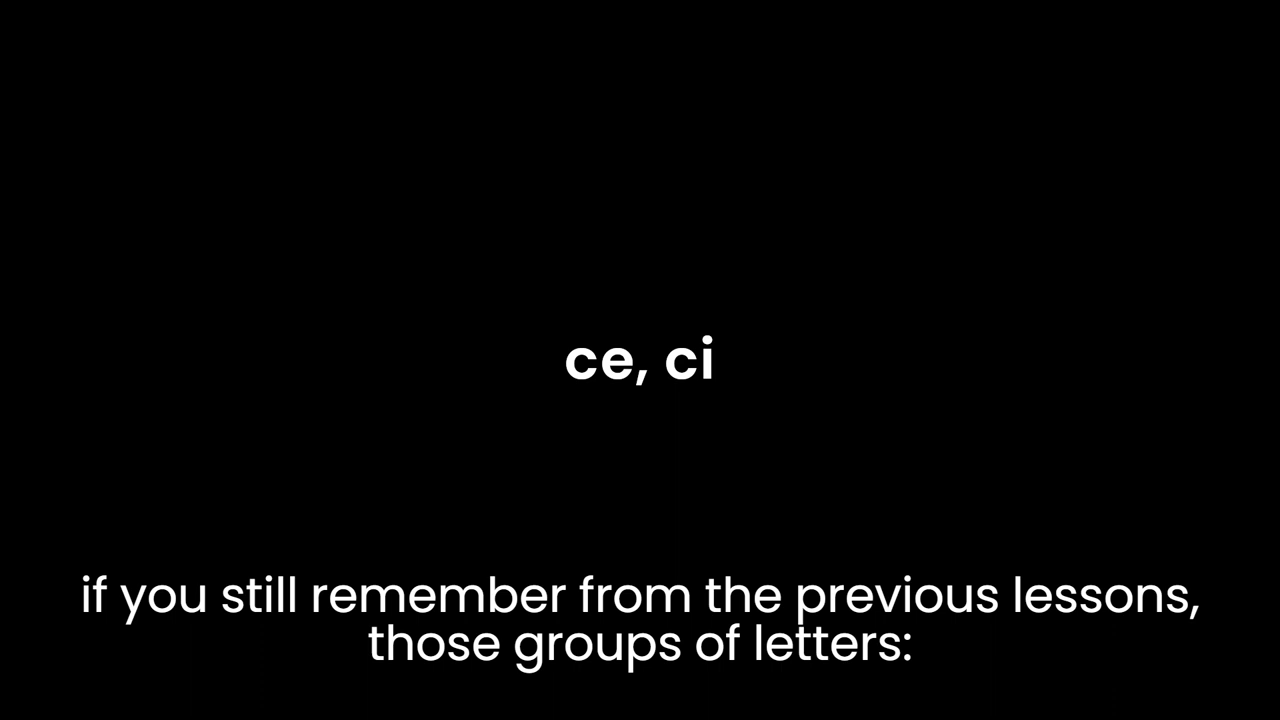 ce, ci
if you still remember from the previous lessons,
those groups of letters: